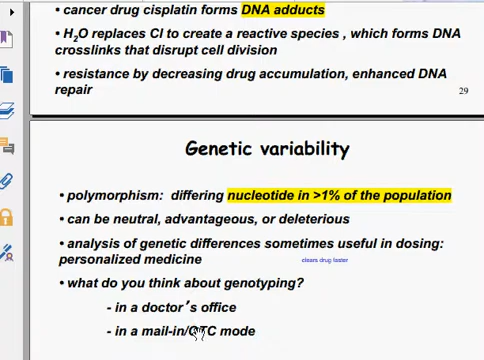 • cancer drug cisplatin forms DNA adducts
• H₂O replaces Cl to create a reactive species , which forms DNA
crosslinks that disrupt cell division
• resistance by decreasing drug accumulation, enhanced DNA
repair
29
Genetic variability
• polymorphism: differing nucleotide in >1% of the population
• can be neutral, advantageous, or deleterious
• analysis of genetic differences sometimes useful in dosing:
personalized medicine
clears drug faster
• what do you think about genotyping?
- in a doctor's office
- in a mail-in/OTC mode